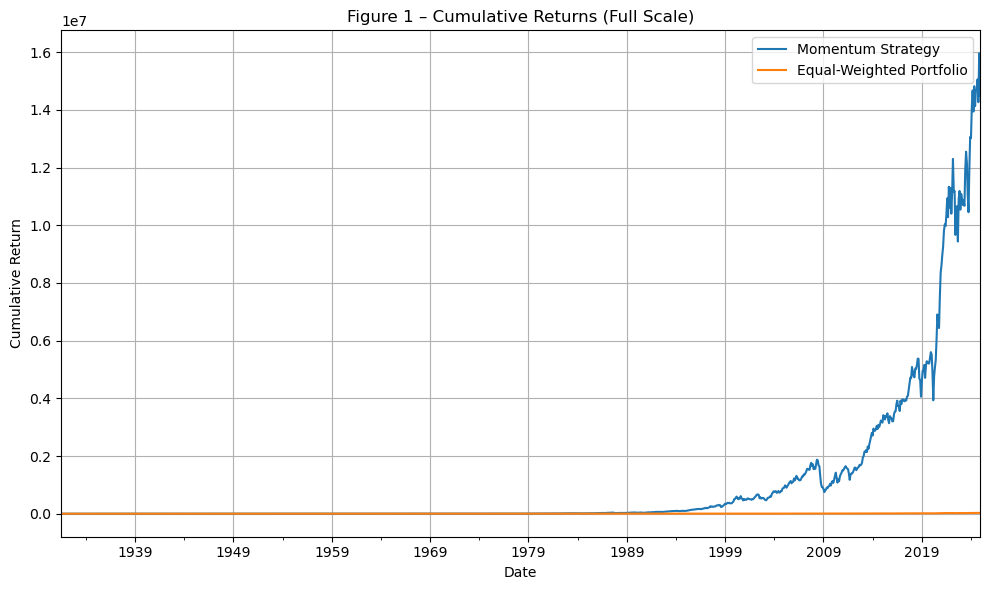 Figure 1 – Cumulative Returns (Full Scale)
1e7
Momentum Strategy
Equal-Weighted Portfolio
1.6
1.4
1.2
1.0
0.8
0.6
0.4
0.2
0.0
Cumulative Return
1939 1949 1959 1969 1979 1989 1999 2009 2019
Date